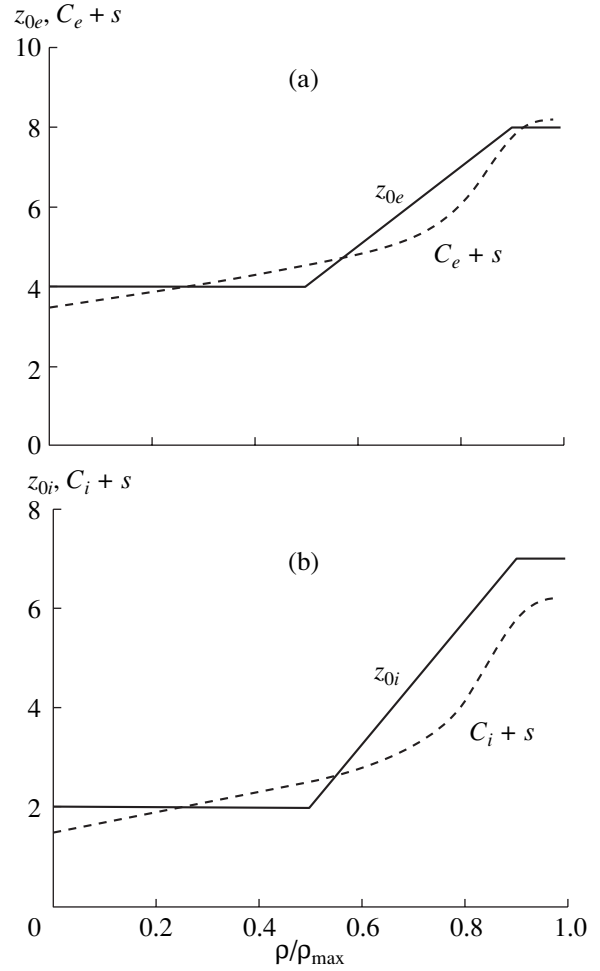 z0e, Ce + s
10
(a)
8
z0e
6
Ce + s
4
2
0
z0i, Ci + s
8
(b)
6
z0i
4
Ci + s
2
0 0.2 0.4 0.6 0.8 1.0
ρ/ρmax